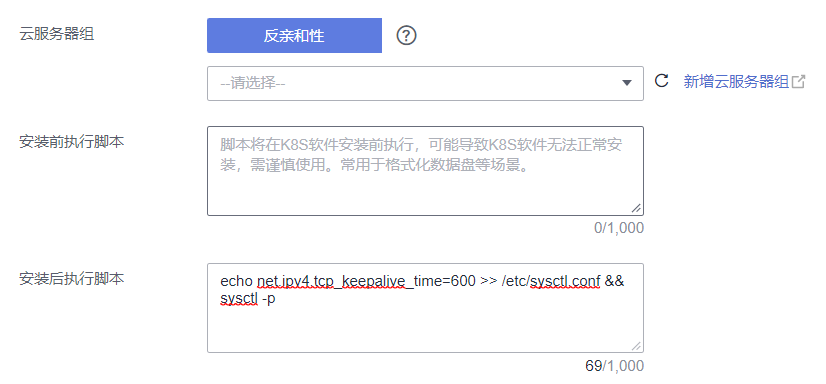 云服务器组
反亲和性
?
--请选择--
新增云服务器组
安装前执行脚本
脚本将在K8S软件安装前执行，可能导致K8S软件无法正常安
装，需谨慎使用。常用于格式化数据盘等场景。
0/1,000
安装后执行脚本
echo net.ipv4.tcp_keepalive_time=600 >> /etc/sysctl.conf &&
sysctl -p
69/1,000